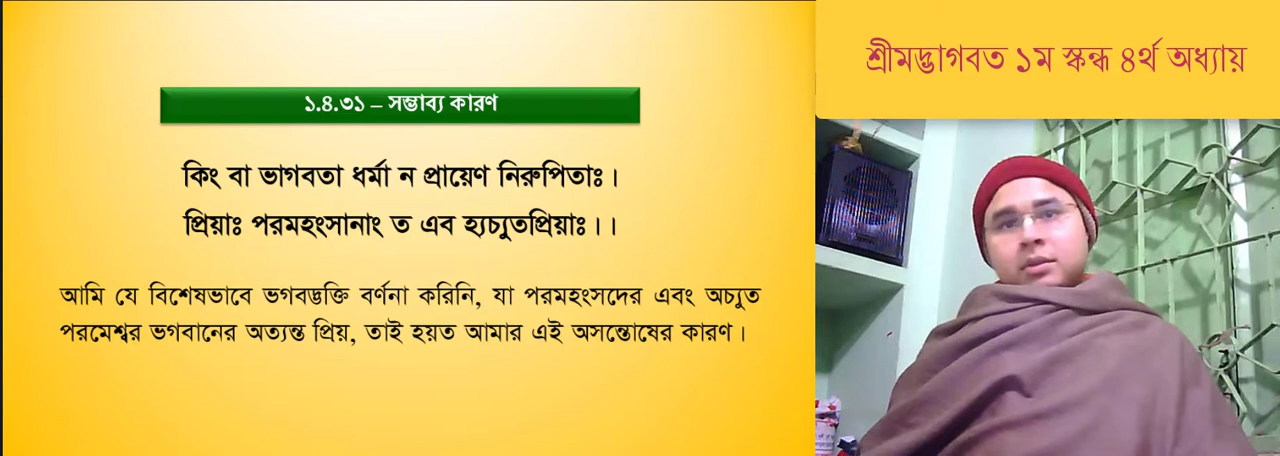 ১.৪.৩১ – সম্ভাব্য কারণ
কিং বা ভাগবতা ধর্মা ন প্রায়েণ নিরুপিতাঃ।
প্রিয়াঃ পরমহংসানাং ত এব হ্যচ্যুতপ্রিয়াঃ।।
আমি যে বিশেষভাবে ভগবদ্ভক্তি বর্ণনা করিনি, যা পরমহংসদের এবং অচ্যুত
পরমেশ্বর ভগবানের অত্যন্ত প্রিয়, তাই হয়ত আমার এই অসন্তোষের কারণ।
শ্রীমদ্ভাগবত ১ম স্কন্ধ ৪র্থ অধ্যায়